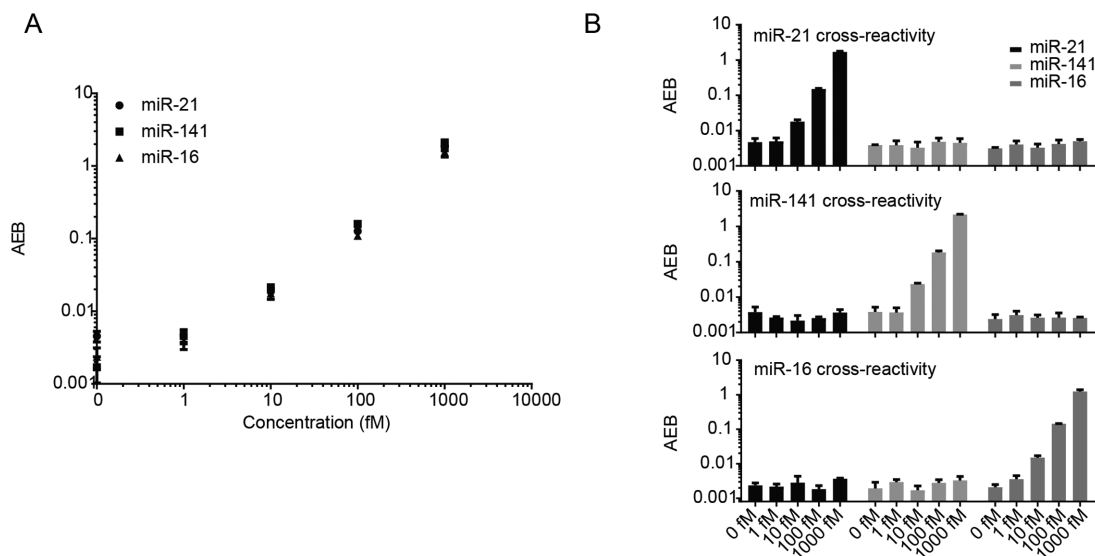 A
10
1
0.1
0.01
0.001
AEB
miR-21
miR-141
miR-16
0
1
10
100
1000
10000
Concentration (fM)
B
miR-21 cross-reactivity
10
1
0.1
0.01
0.001
AEB
miR-21
miR-141
miR-16
miR-141 cross-reactivity
10
1
0.1
0.01
0.001
AEB
miR-16 cross-reactivity
10
1
0.1
0.01
0.001
AEB
0 fM
1 fM
10 fM
100 fM
1000 fM
0 fM
1 fM
10 fM
100 fM
1000 fM
0 fM
1 fM
10 fM
100 fM
1000 fM